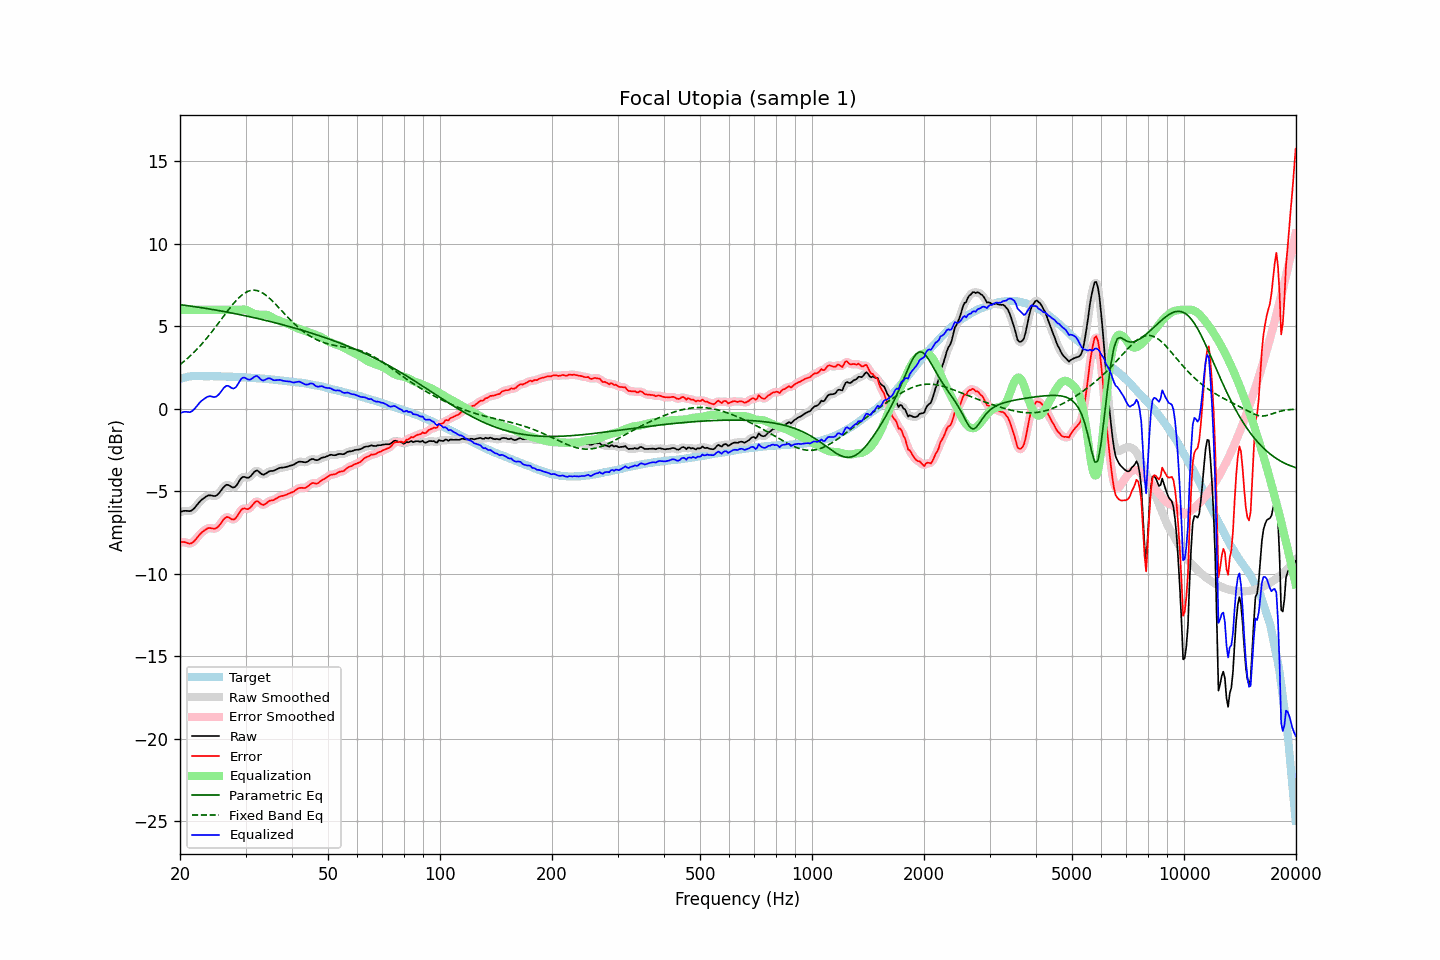 Focal Utopia (sample 1)
Amplitude (dBr)
15
10
5
0
−5
−10
−15
−20
−25
Target
Raw Smoothed
Error Smoothed
Raw
Error
Equalization
Parametric Eq
Fixed Band Eq
Equalized
20 50 100 200 500 1000 2000 5000 10000 20000
Frequency (Hz)